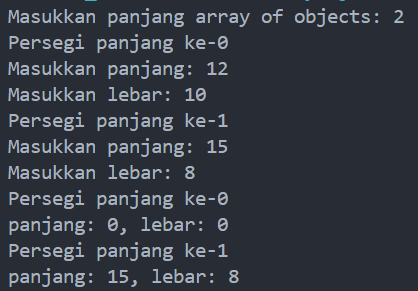 Masukkan panjang array of objects: 2
Persegi panjang ke-0
Masukkan panjang: 12
Masukkan lebar: 10
Persegi panjang ke-1
Masukkan panjang: 15
Masukkan lebar: 8
Persegi panjang ke-0
panjang: 0, lebar: 0
Persegi panjang ke-1
panjang: 15, lebar: 8